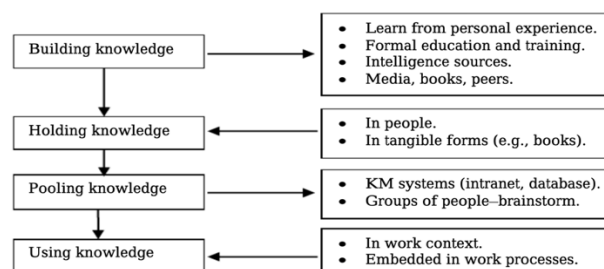 Building knowledge
• Learn from personal experience.
• Formal education and training.
• Intelligence sources.
• Media, books, peers.
Holding knowledge
• In people.
• In tangible forms (e.g., books).
Pooling knowledge
• KM systems (intranet, database).
• Groups of people–brainstorm.
Using knowledge
• In work context.
• Embedded in work processes.